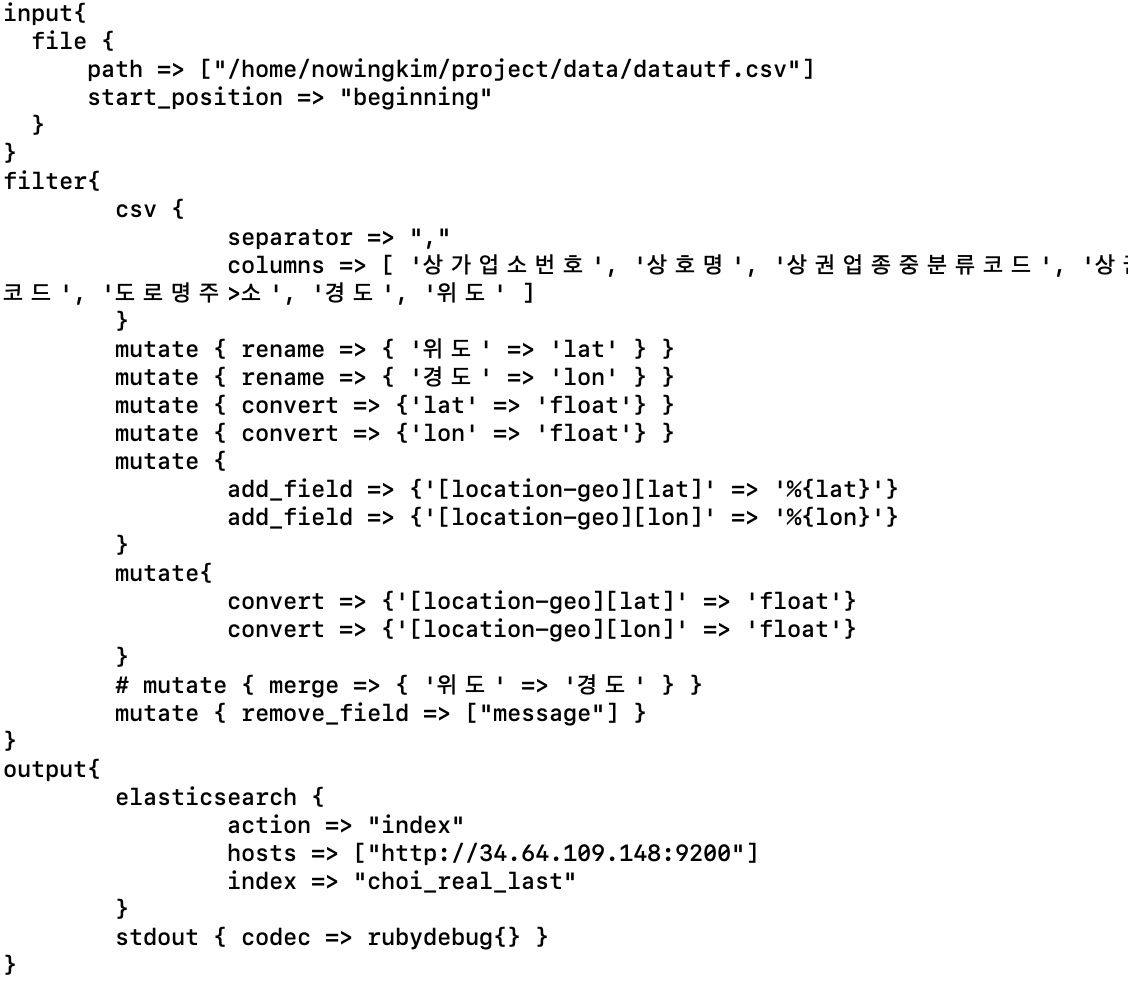 input{
  file {
      path => ["/home/nowingkim/project/data/datautf.csv"]
      start_position => "beginning"
  }
}
filter{
        csv {
                separator => ","
                columns => [ '상가업소번호', '상호명', '상권업종중분류코드', '상권
코드', '도로명주>소', '경도', '위도' ]
        }
        mutate { rename => { '위도' => 'lat' } }
        mutate { rename => { '경도' => 'lon' } }
        mutate { convert => {'lat' => 'float'} }
        mutate { convert => {'lon' => 'float'} }
        mutate {
                add_field => {'[location-geo][lat]' => '%{lat}'}
                add_field => {'[location-geo][lon]' => '%{lon}'}
        }
        mutate{
                convert => {'[location-geo][lat]' => 'float'}
                convert => {'[location-geo][lon]' => 'float'}
        }
        # mutate { merge => { '위도' => '경도' } }
        mutate { remove_field => ["message"] }
}
output{
        elasticsearch {
                action => "index"
                hosts => ["http://34.64.109.148:9200"]
                index => "choi_real_last"
        }
        stdout { codec => rubydebug{} }
}